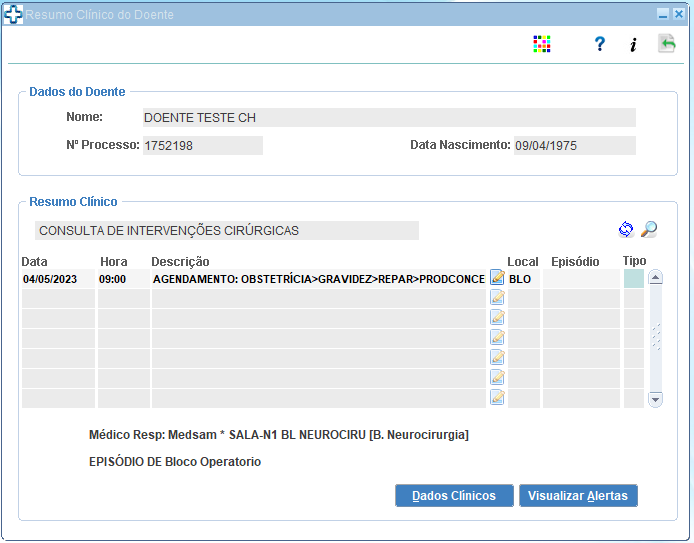 Resumo Clínico do Doente
Dados do Doente
Nome: DOENTE TESTE CH
Nº Processo: 1752198 Data Nascimento: 09/04/1975
Resumo Clínico
CONSULTA DE INTERVENÇÕES CIRÚRGICAS
Data Hora Descrição Local Episódio Tipo
04/05/2023 09:00 AGENDAMENTO: OBSTETRÍCIA>GRAVIDEZ>REPAR>PRODCONCE BLO
Médico Resp: Medsam * SALA-N1 BL NEUROCIRU [B. Neurocirurgia]
EPISÓDIO DE Bloco Operatorio
Dados Clínicos Visualizar Alertas